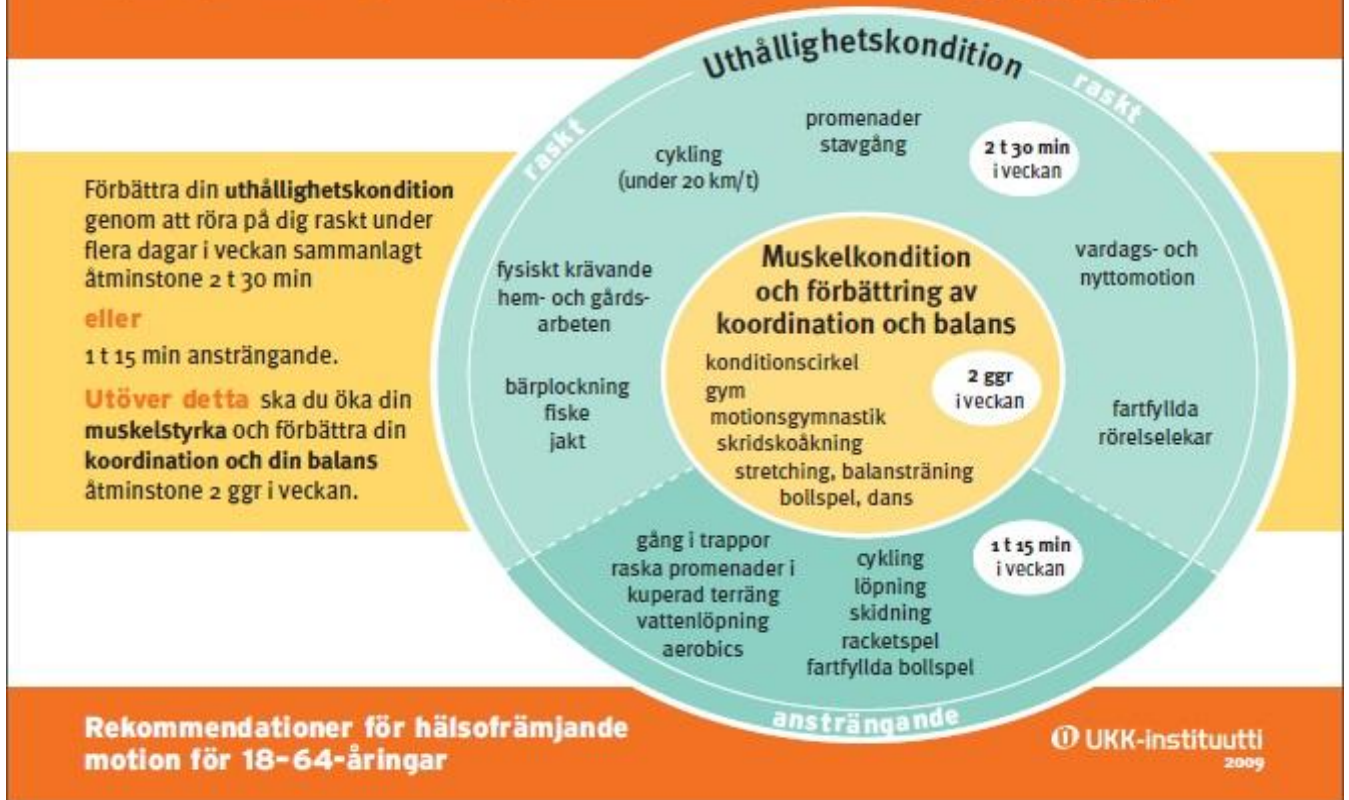 Förbättra din uthållighetskondition
genom att röra på dig raskt under
flera dagar i veckan sammanlagt
åtminstone 2 t 30 min
eller
1 t 15 min ansträngande.
Utöver detta ska du öka din
muskelstyrka och förbättra din
koordination och din balans
åtminstone 2 ggr i veckan.
Uthållighetskondition
raskt
raskt
promenader
stavgång
2 t 30 min
i veckan
cykling
(under 20 km/t)
vardags- och
nyttomotion
fysiskt krävande
hem- och gårds-
arbeten
bärplockning
fiske
jakt
fartfyllda
rörelselekar
Muskelkondition
och förbättring av
koordination och balans
konditionscirkel
gym
motionsgymnastik
skridskoåkning
stretching, balansträning
bollspel, dans
2 ggr
i veckan
gång i trappor
raska promenader i
kuperad terräng
vattenlöpning
aerobics
cykling
löpning
skidning
racketspel
fartfyllda bollspel
1 t 15 min
i veckan
ansträngande
Rekommendationer för hälsofrämjande
motion för 18–64-åringar
UKK-instituutti
2009